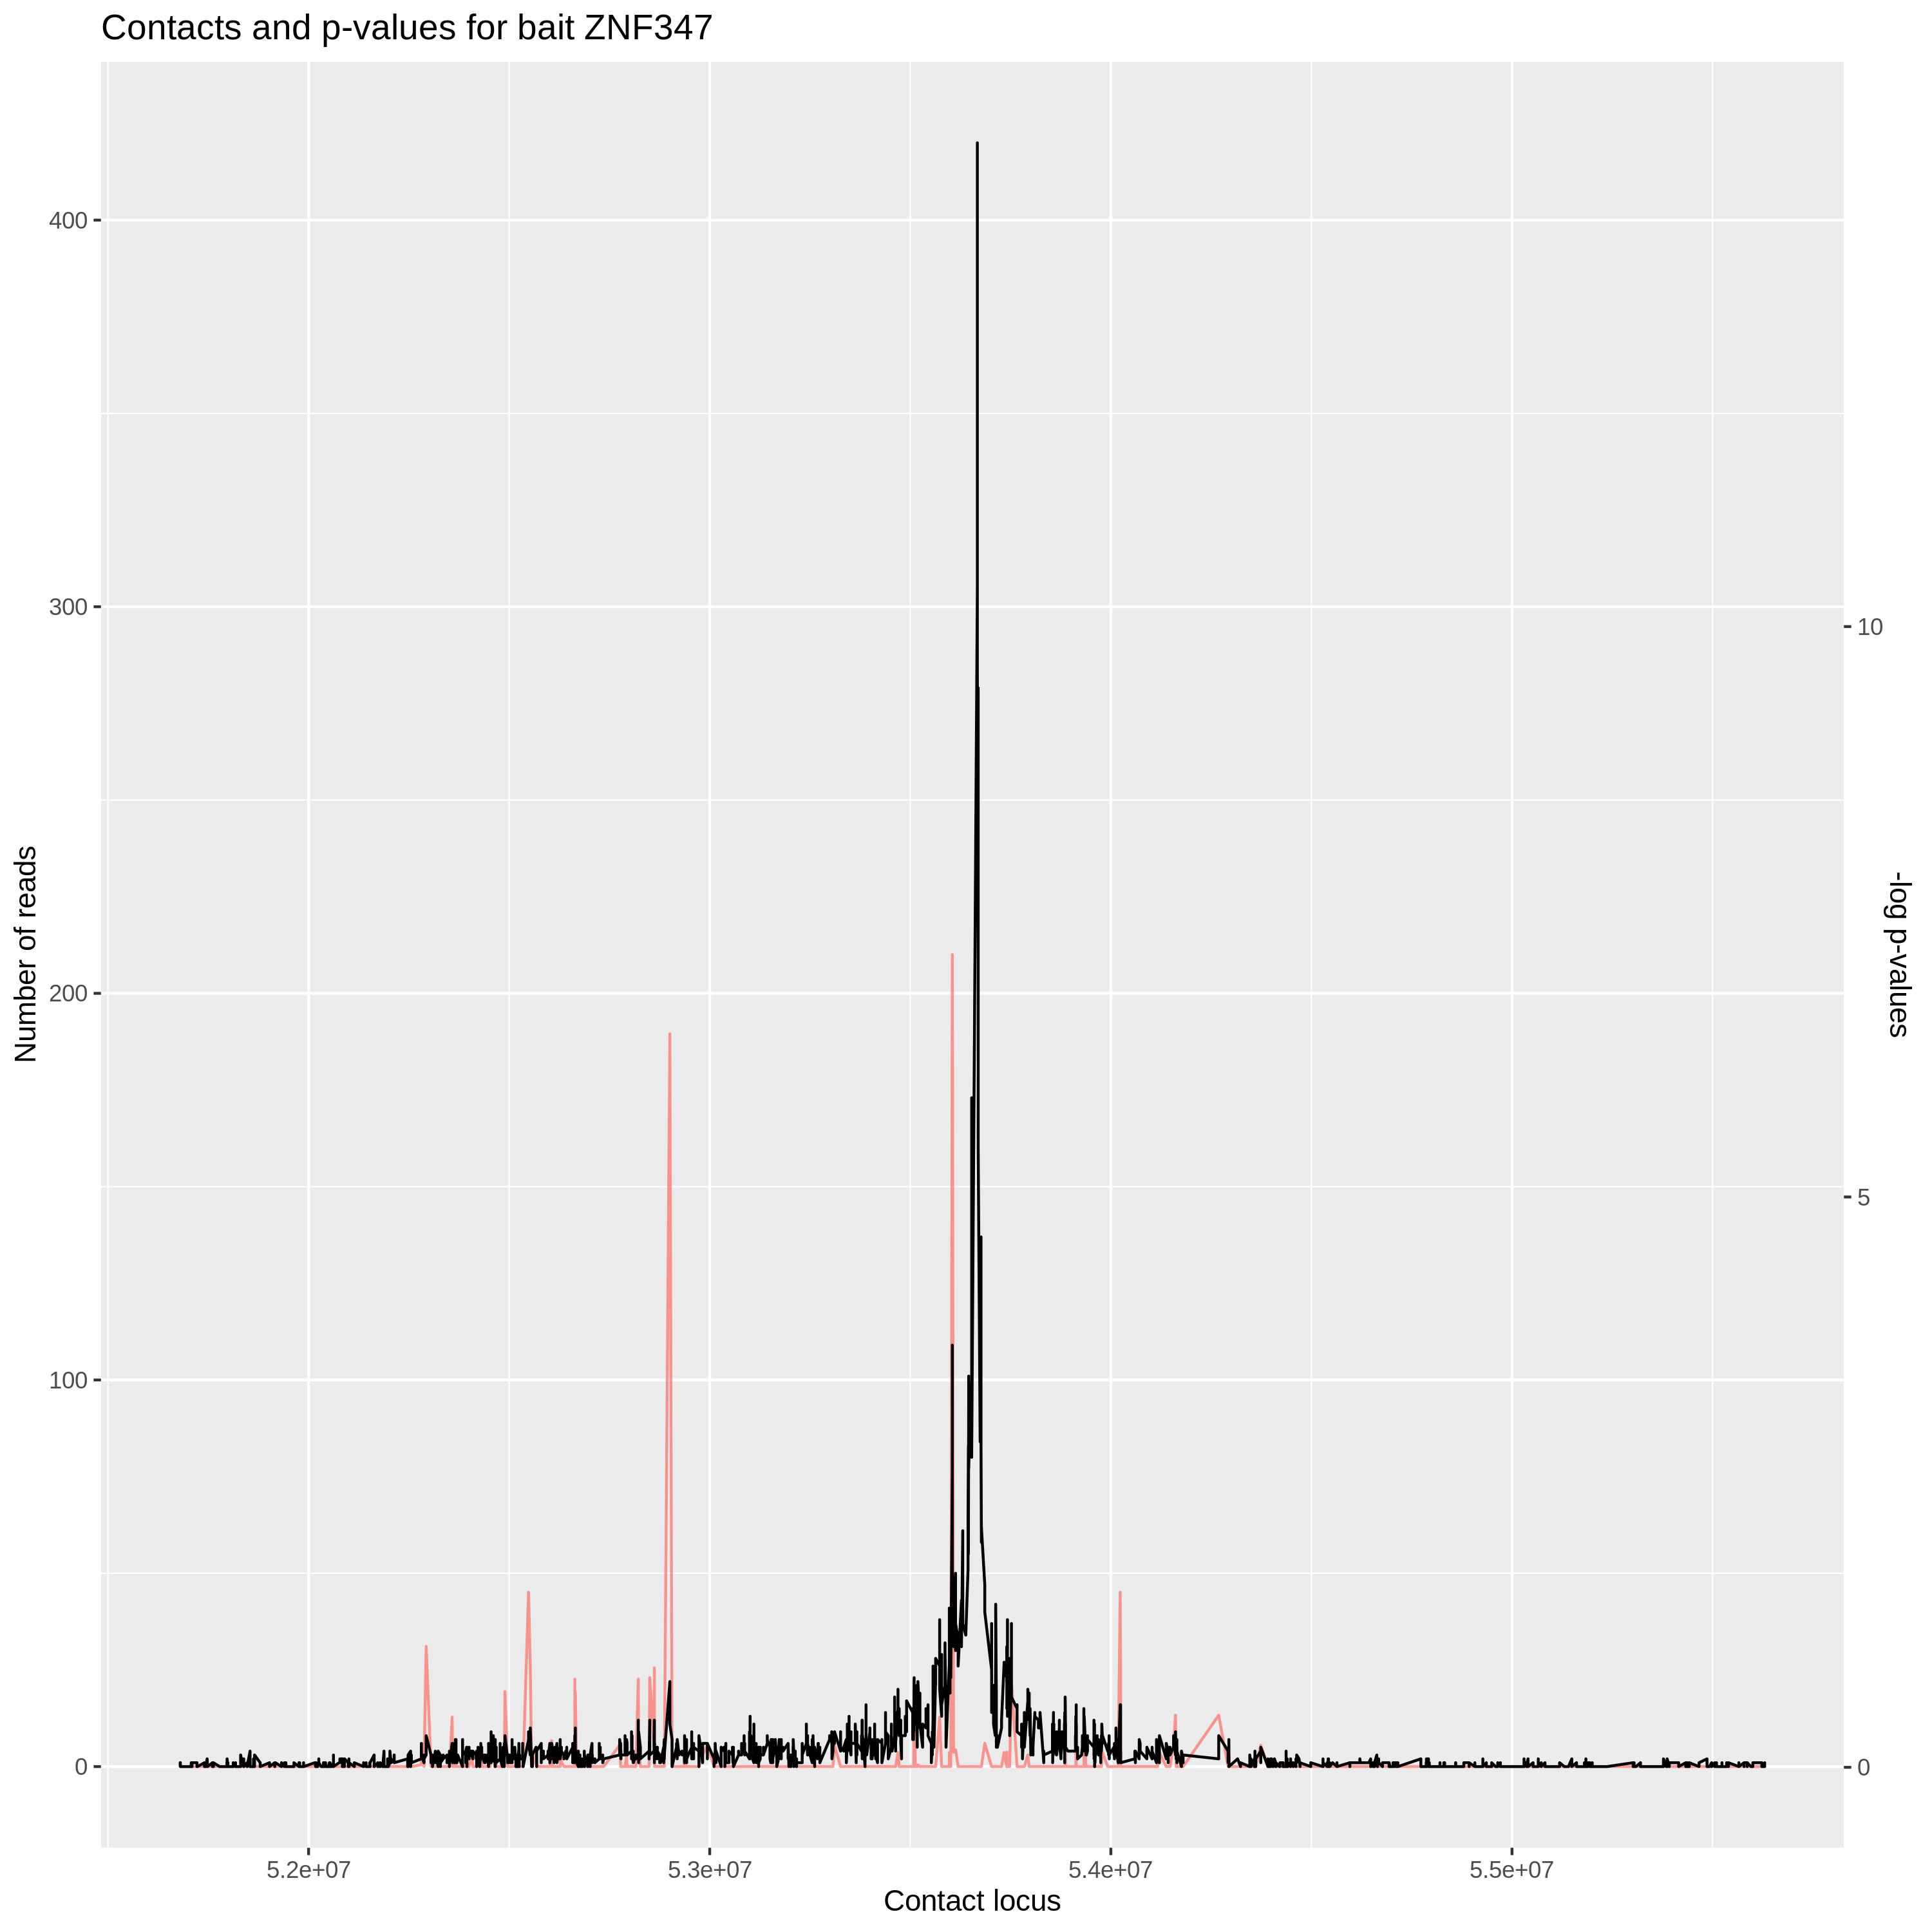 Contacts and p-values for bait ZNF347
400
300
200
100
0
Number of reads
10
5
0
-log p-values
5.2e+07 5.3e+07 5.4e+07 5.5e+07
Contact locus